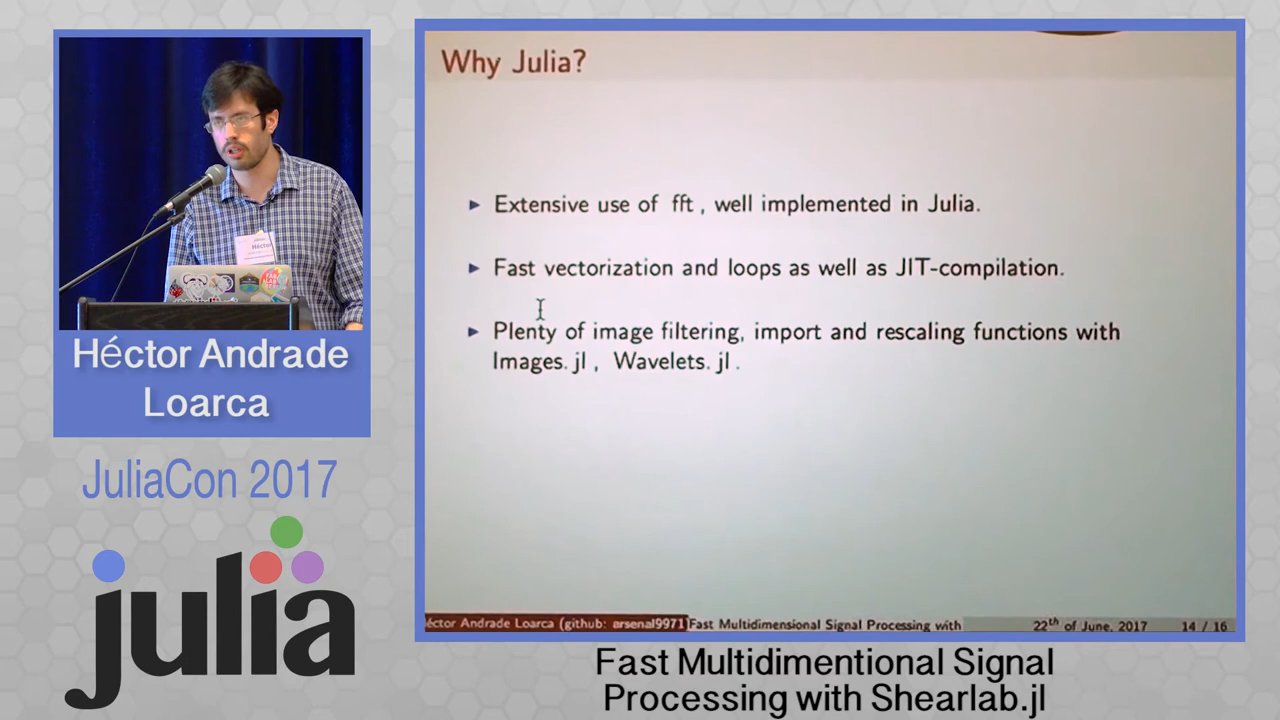 Why Julia?
Extensive use of fft , well implemented in Julia.
Fast vectorization and loops as well as JIT-compilation.
Plenty of image filtering, import and rescaling functions with
Images.jl , Wavelets.jl .
éctor Andrade Loarca (github: arsenal9971) Fast Multidimensional Signal Processing with 22th of June, 2017 14 / 16
Héctor
Héctor Andrade
Loarca
JuliaCon 2017
julia
Fast Multidimentional Signal
Processing with Shearlab.jl